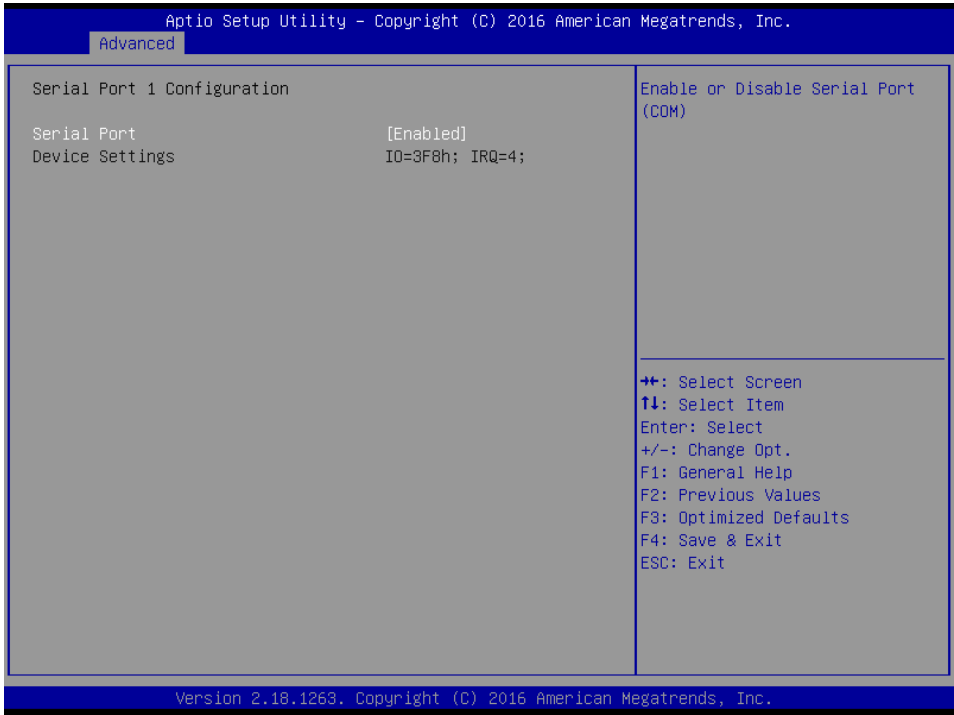 Aptio Setup Utility – Copyright (C) 2016 American Megatrends, Inc.
Advanced
Serial Port 1 Configuration
Serial Port [Enabled]
Device Settings IO=3F8h; IRQ=4;
Enable or Disable Serial Port
(COM)
→←: Select Screen
↑↓: Select Item
Enter: Select
+/-: Change Opt.
F1: General Help
F2: Previous Values
F3: Optimized Defaults
F4: Save & Exit
ESC: Exit
Version 2.18.1263. Copyright (C) 2016 American Megatrends, Inc.